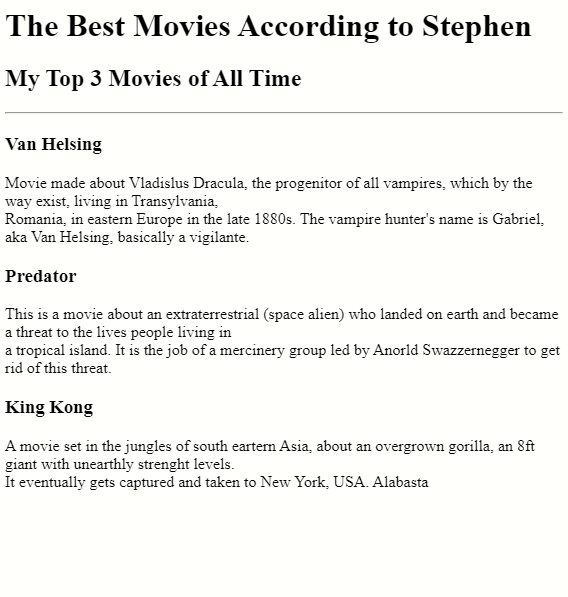 The Best Movies According to Stephen
My Top 3 Movies of All Time
Van Helsing
Movie made about Vladislus Dracula, the progenitor of all vampires, which by the
way exist, living in Transylvania,
Romania, in eastern Europe in the late 1880s. The vampire hunter's name is Gabriel,
aka Van Helsing, basically a vigilante.
Predator
This is a movie about an extraterrestrial (space alien) who landed on earth and became
a threat to the lives people living in
a tropical island. It is the job of a mercinery group led by Anorld Swazzernegger to get
rid of this threat.
King Kong
A movie set in the jungles of south eartern Asia, about an overgrown gorilla, an 8ft
giant with unearthly strenght levels.
It eventually gets captured and taken to New York, USA. Alabasta